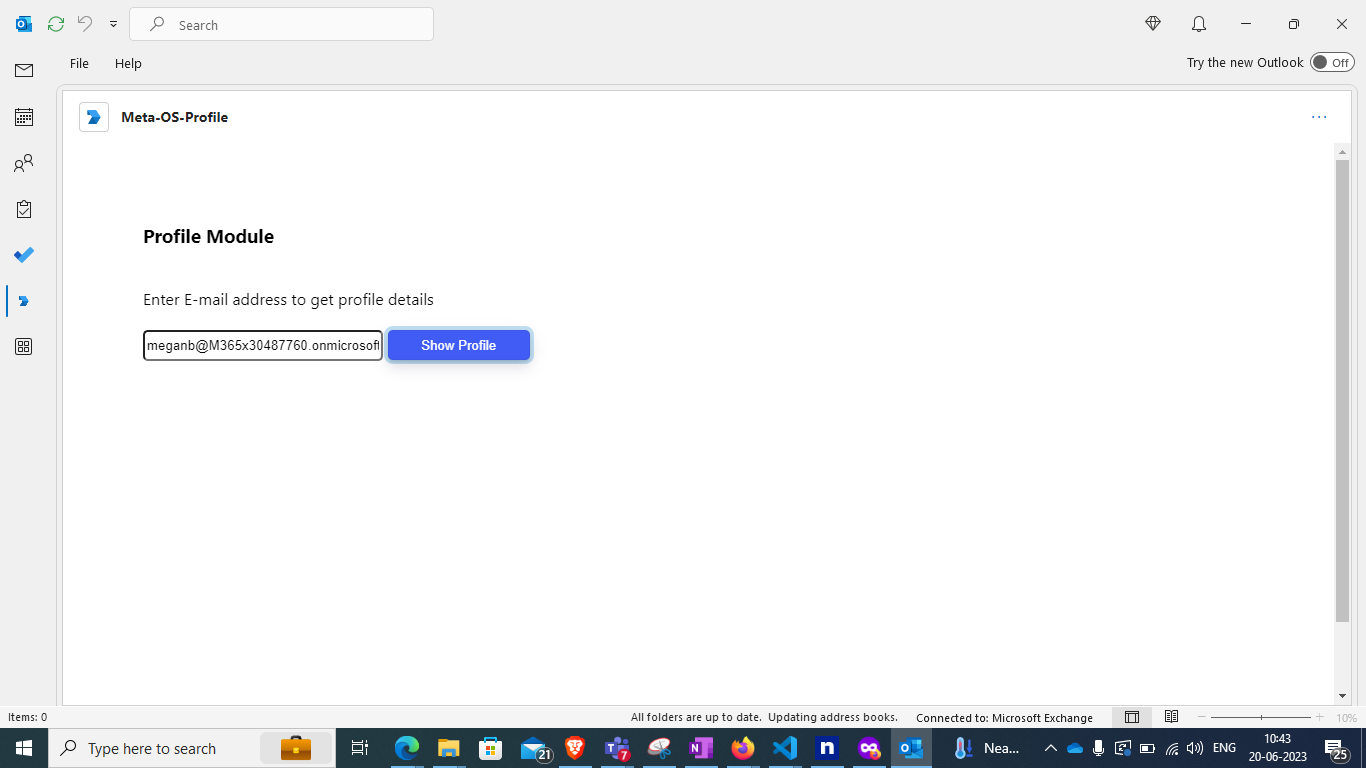 Search
File Help
Try the new Outlook Off
Meta-OS-Profile
Profile Module
Enter E-mail address to get profile details
meganb@M365x30487760.onmicrosoft
Show Profile
Items: 0
All folders are up to date. Updating address books.
Connected to: Microsoft Exchange
10%
Type here to search
21
7
Nea...
ENG
10:43
20-06-2023
25